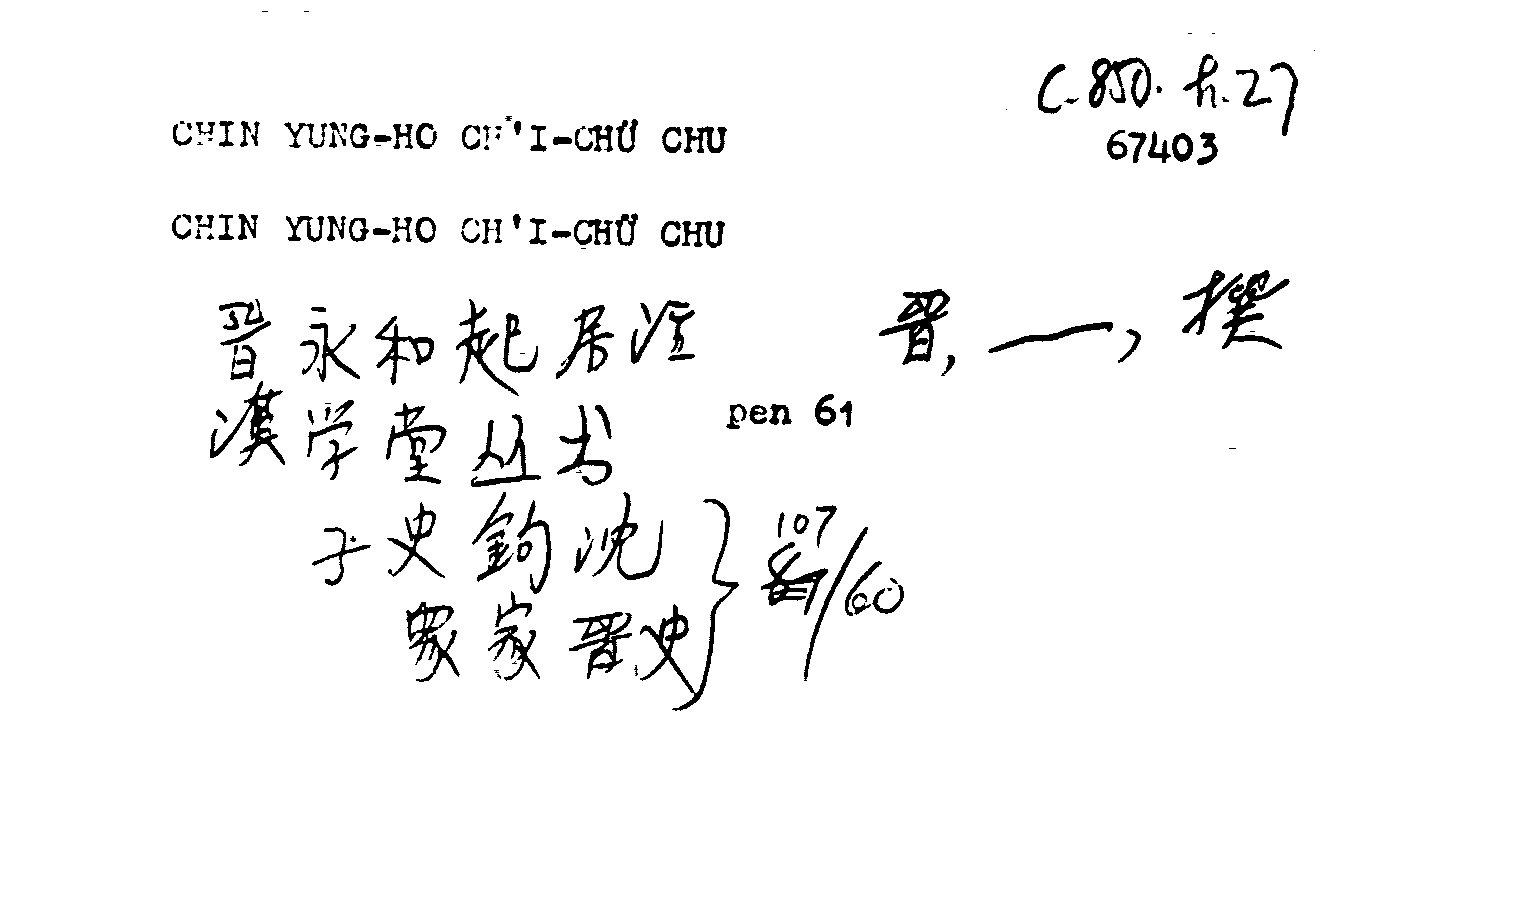 C. 850. h. 27
67403
CHIN YUNG-HO CH'I-CHÜ CHU
CHIN YUNG-HO CH'I-CHÜ CHU
晋永和起居注 晋, —, 撰
漢学堂丛书 pen 61
子史鉤沈
衆家晋史 } 107/60